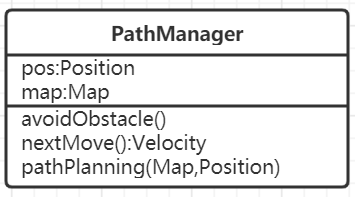 PathManager
pos:Position
map:Map
avoidObstacle()
nextMove():Velocity
pathPlanning(Map,Position)